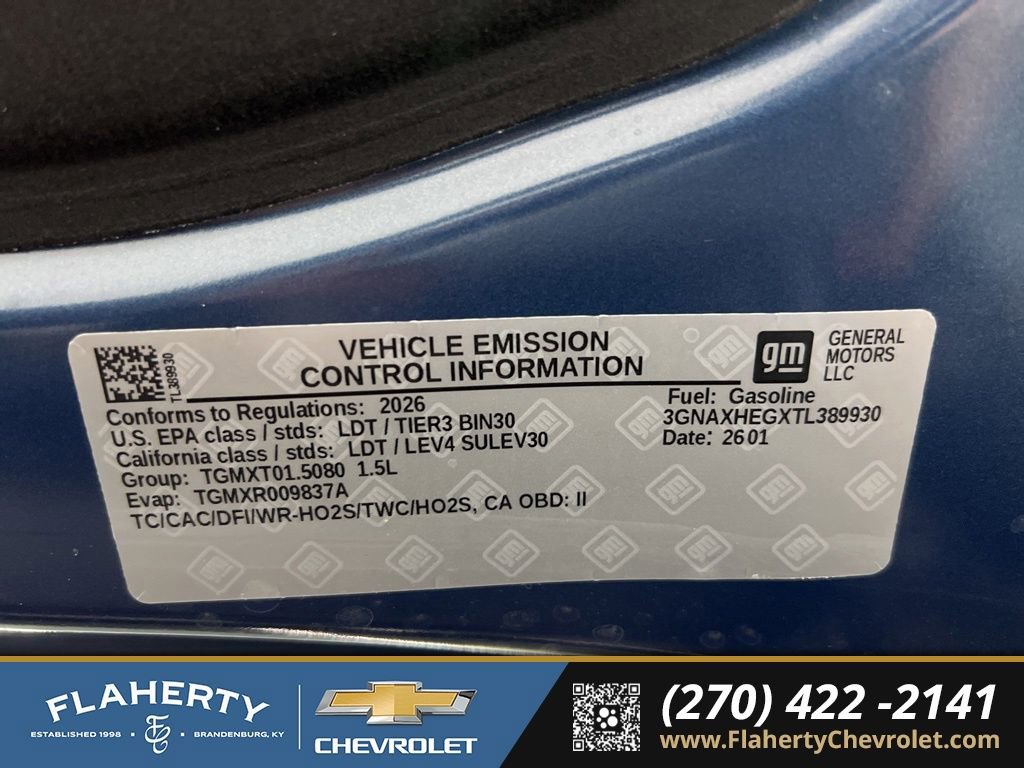 VEHICLE EMISSION
CONTROL INFORMATION
gm
GENERAL
MOTORS
LLC
TL389930
Conforms to Regulations: 2026
U.S. EPA class / stds: LDT / TIER3 BIN30
California class / stds: LDT / LEV4 SULEV30
Group: TGMXT01.5080 1.5L
Evap: TGMXR009837A
TC/CAC/DFI/WR-HO2S/TWC/HO2S, CA OBD: II
Fuel: Gasoline
3GNAXHEGXTL389930
Date: 2601
FLAHERTY
ESTABLISHED 1998 • FC • BRANDENBURG, KY
CHEVROLET
(270) 422 -2141
www.FlahertyChevrolet.com